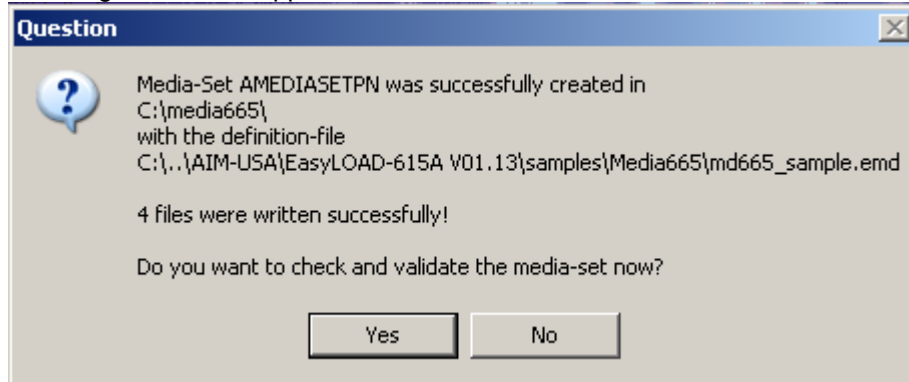 Question
Media-Set AMEDIASETPN was successfully created in
C:\media665\
with the definition-file
C:\..\AIM-USA\EasyLOAD-615A V01.13\samples\Media665\md665_sample.emd
4 files were written successfully!
Do you want to check and validate the media-set now?
Yes No